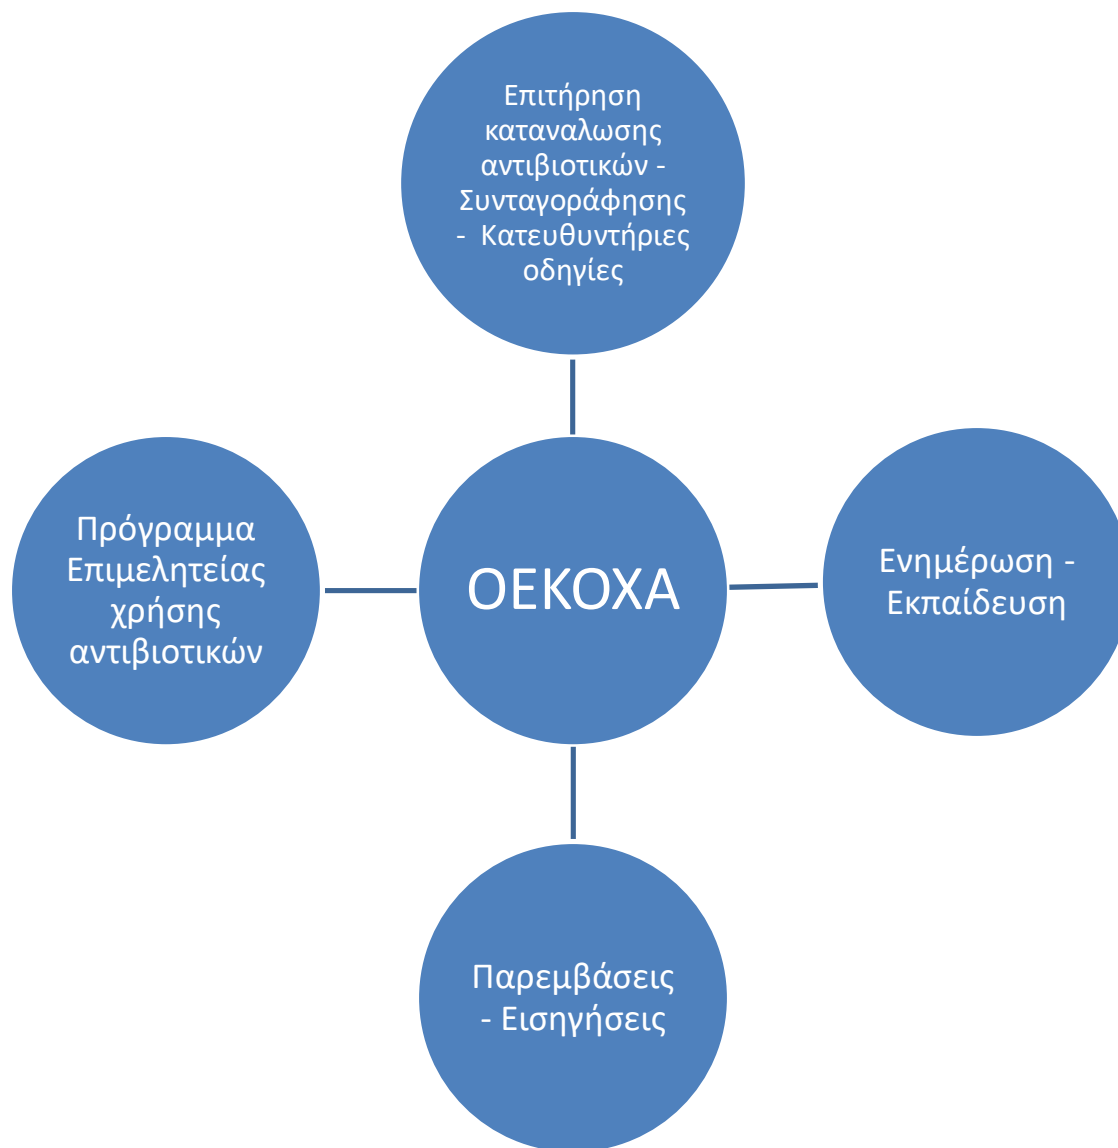 Επιτήρηση
καταναλωσης
αντιβιοτικών -
Συνταγοράφησης
- Κατευθυντήριες
οδηγίες
Πρόγραμμα
Επιμελητείας
χρήσης
αντιβιοτικών
ΟΕΚΟΧΑ
Ενημέρωση -
Εκπαίδευση
Παρεμβάσεις
- Εισηγήσεις